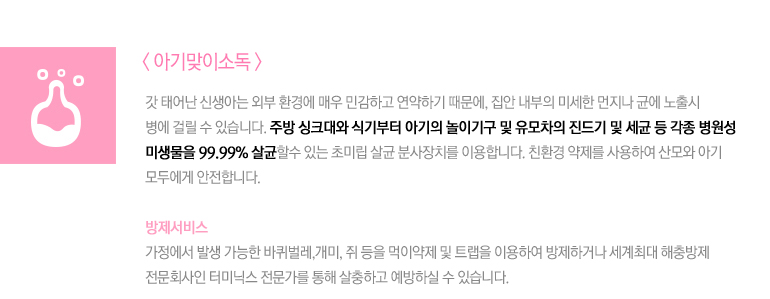 〈 아기맞이소독 〉
갓 태어난 신생아는 외부 환경에 매우 민감하고 연약하기 때문에, 집안 내부의 미세한 먼지나 균에 노출시
병에 걸릴 수 있습니다. 주방 싱크대와 식기부터 아기의 놀이기구 및 유모차의 진드기 및 세균 등 각종 병원성
미생물을 99.99% 살균할수 있는 초미립 살균 분사장치를 이용합니다. 친환경 약제를 사용하여 산모와 아기
모두에게 안전합니다.
방제서비스
가정에서 발생 가능한 바퀴벌레,개미, 쥐 등을 먹이약제 및 트랩을 이용하여 방제하거나 세계최대 해충방제
전문회사인 터미닉스 전문가를 통해 살충하고 예방하실 수 있습니다.